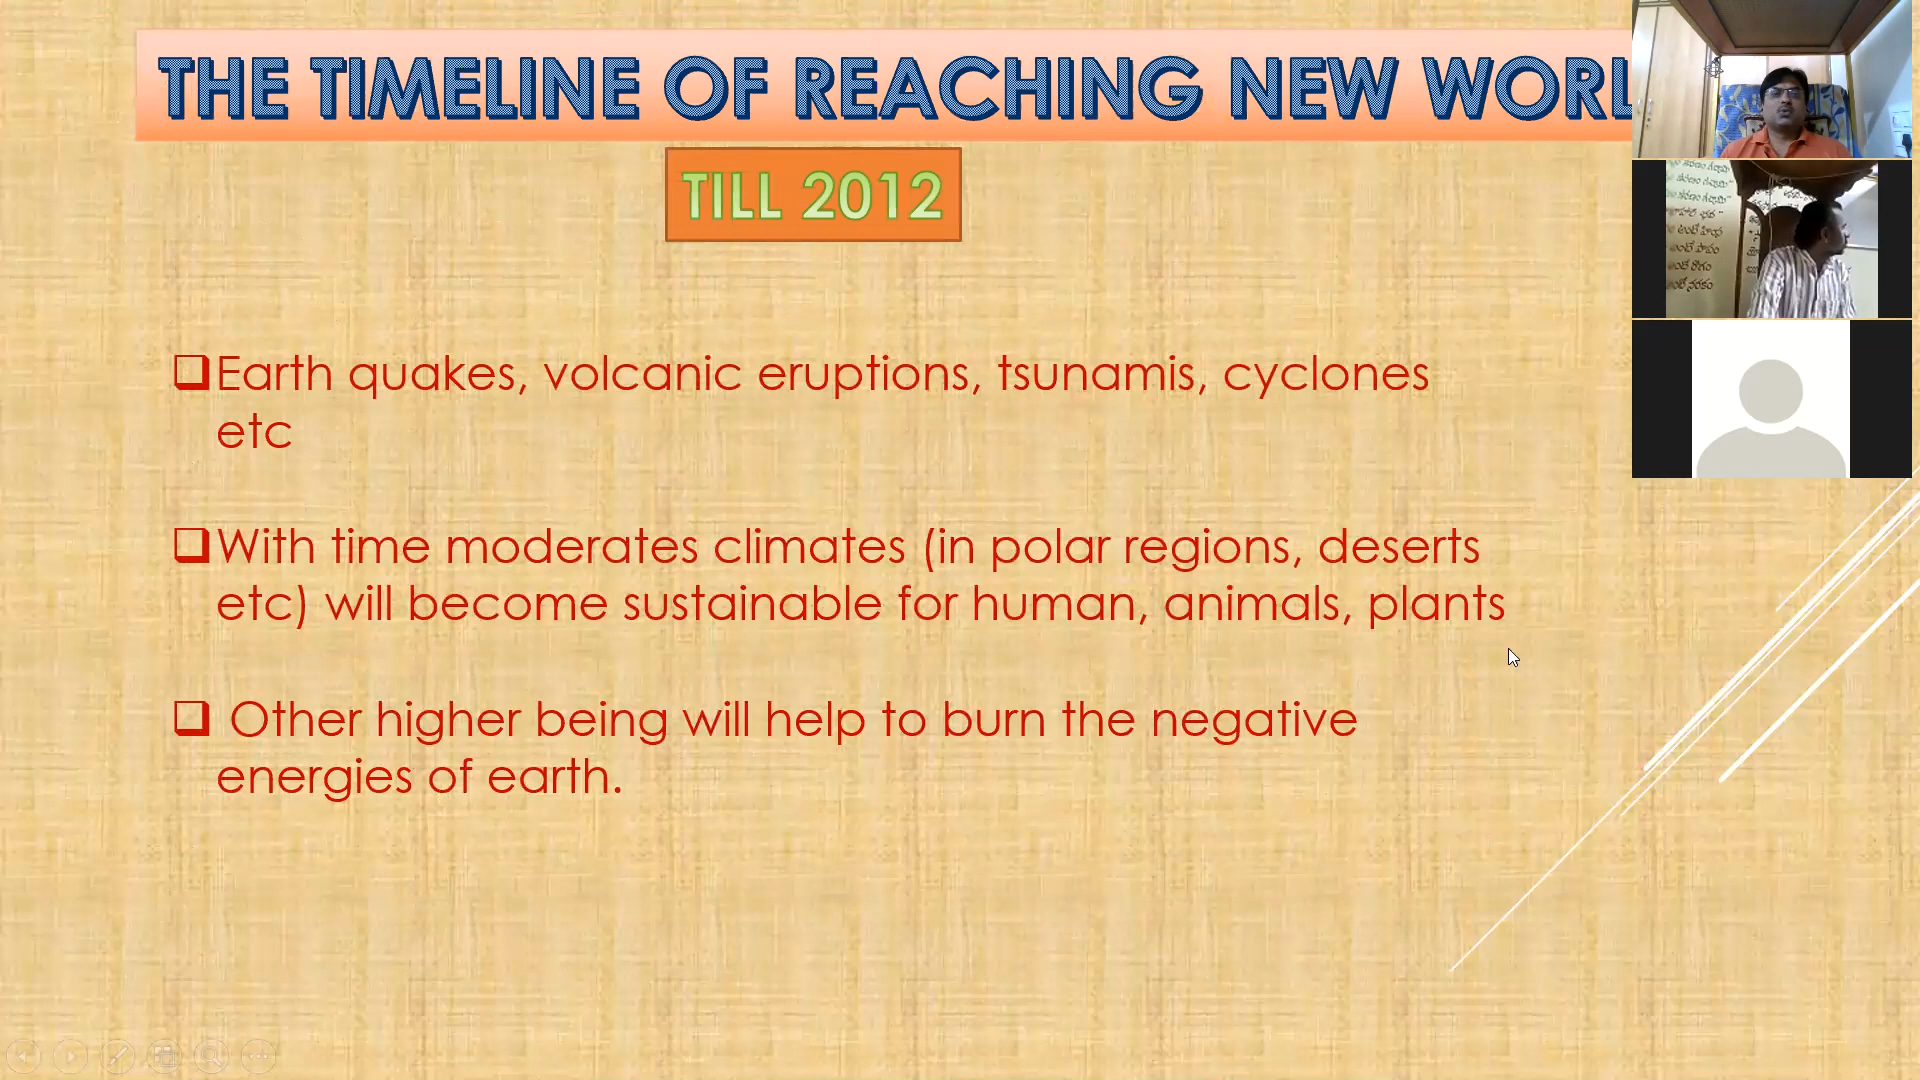 THE TIMELINE OF REACHING NEW WORL
TILL 2012
❑Earth quakes, volcanic eruptions, tsunamis, cyclones
etc
❑With time moderates climates (in polar regions, deserts
etc) will become sustainable for human, animals, plants
❑ Other higher being will help to burn the negative
energies of earth.